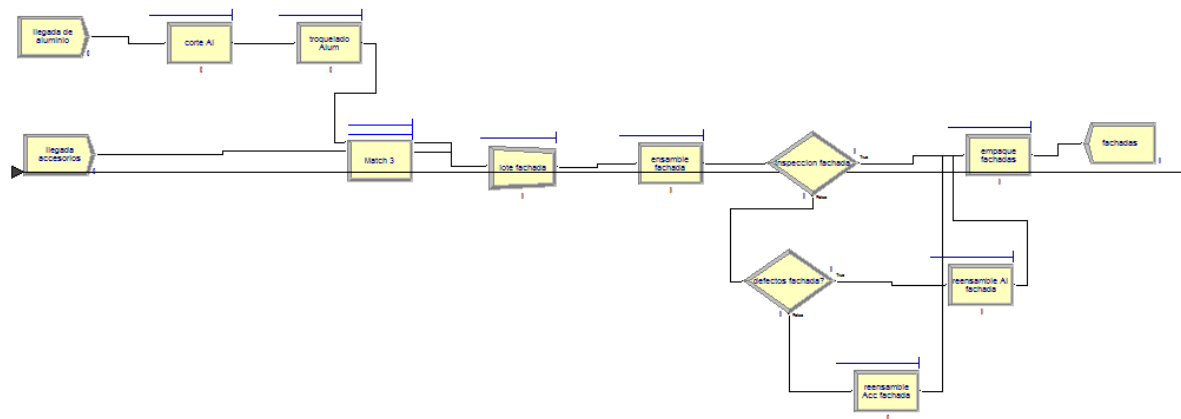 llegada de
aluminio
corte Al
troquelado
Alum
llegada
accesorios
Match 3
lote fachada
ensamble
fachada
inspeccion fachada
True
False
empaque
fachadas
fachadas
defectos fachada?
True
False
reensamble Al
fachada
reensamble
Acc fachada